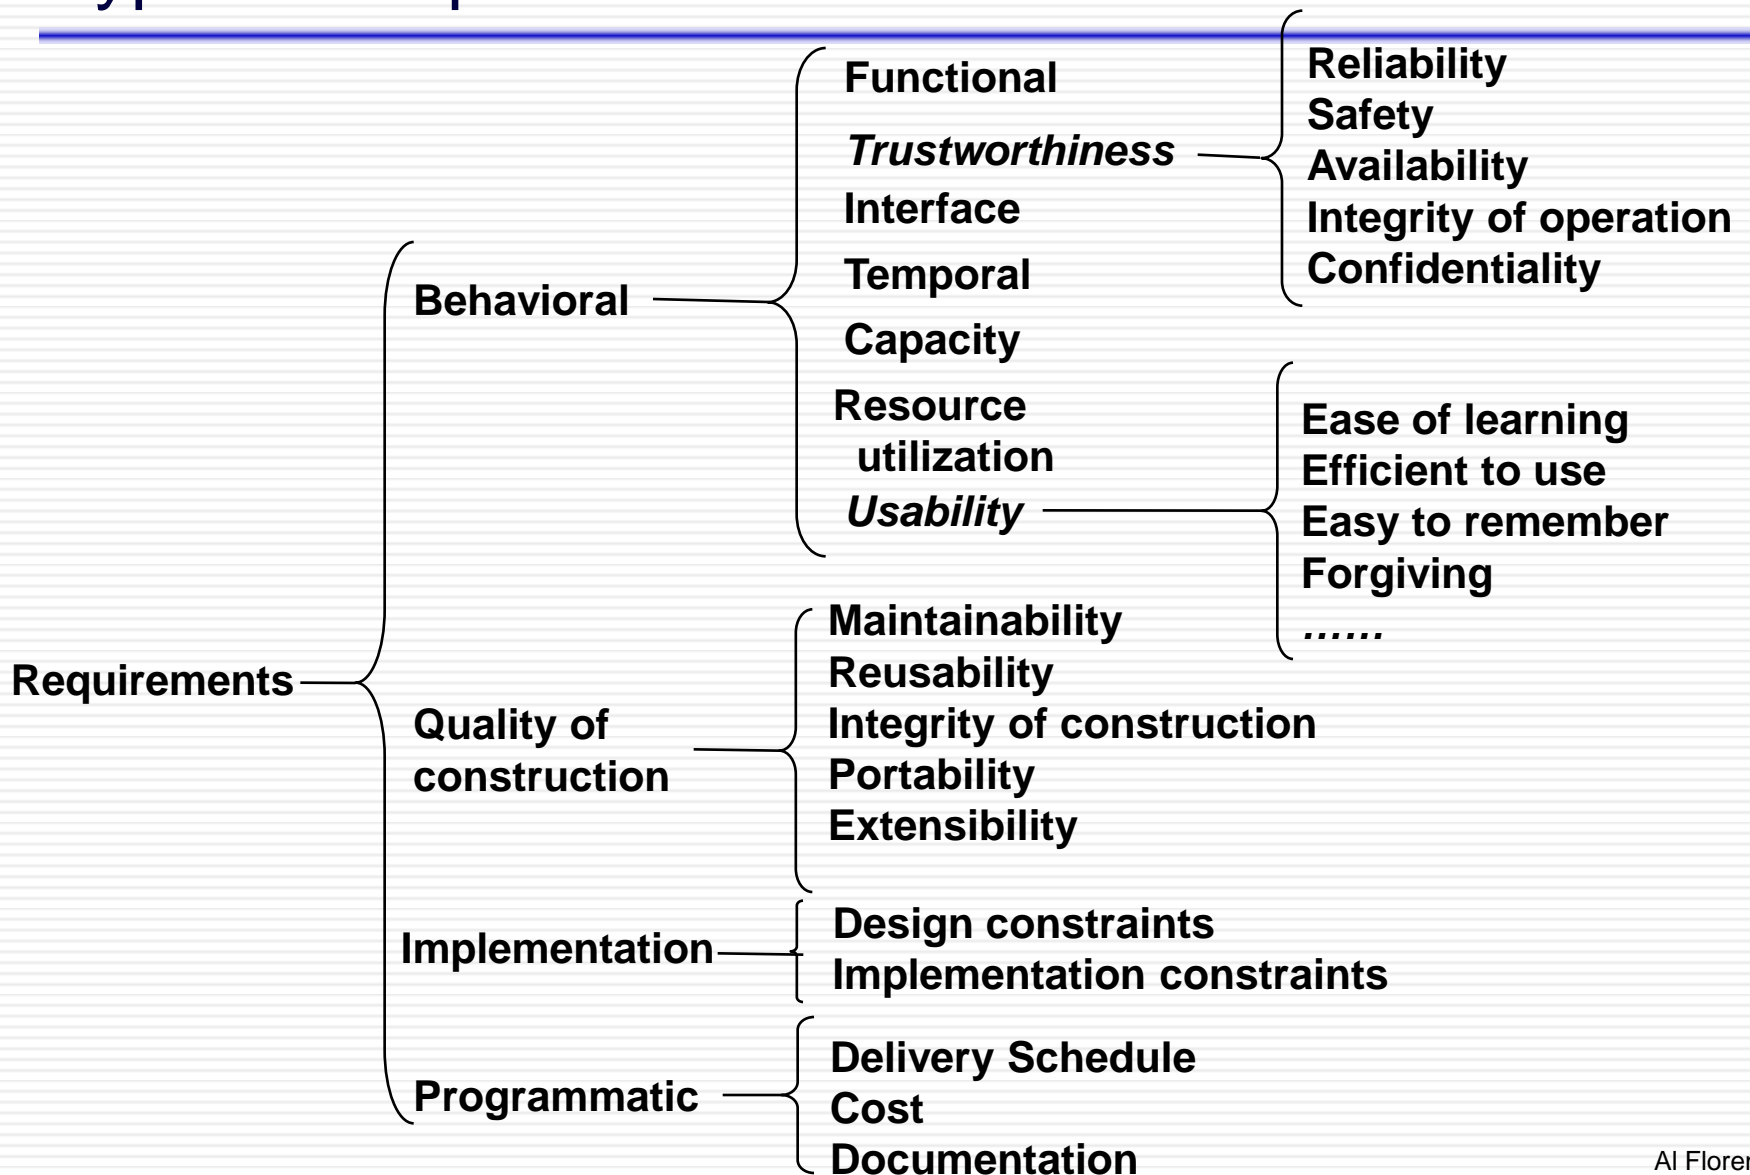 Functional
Trustworthiness
Interface
Temporal
Capacity
Resource
utilization
Usability
Reliability
Safety
Availability
Integrity of operation
Confidentiality
Behavioral
Ease of learning
Efficient to use
Easy to remember
Forgiving
......
Requirements
Quality of
construction
Maintainability
Reusability
Integrity of construction
Portability
Extensibility
Implementation
Design constraints
Implementation constraints
Programmatic
Delivery Schedule
Cost
Documentation
Al